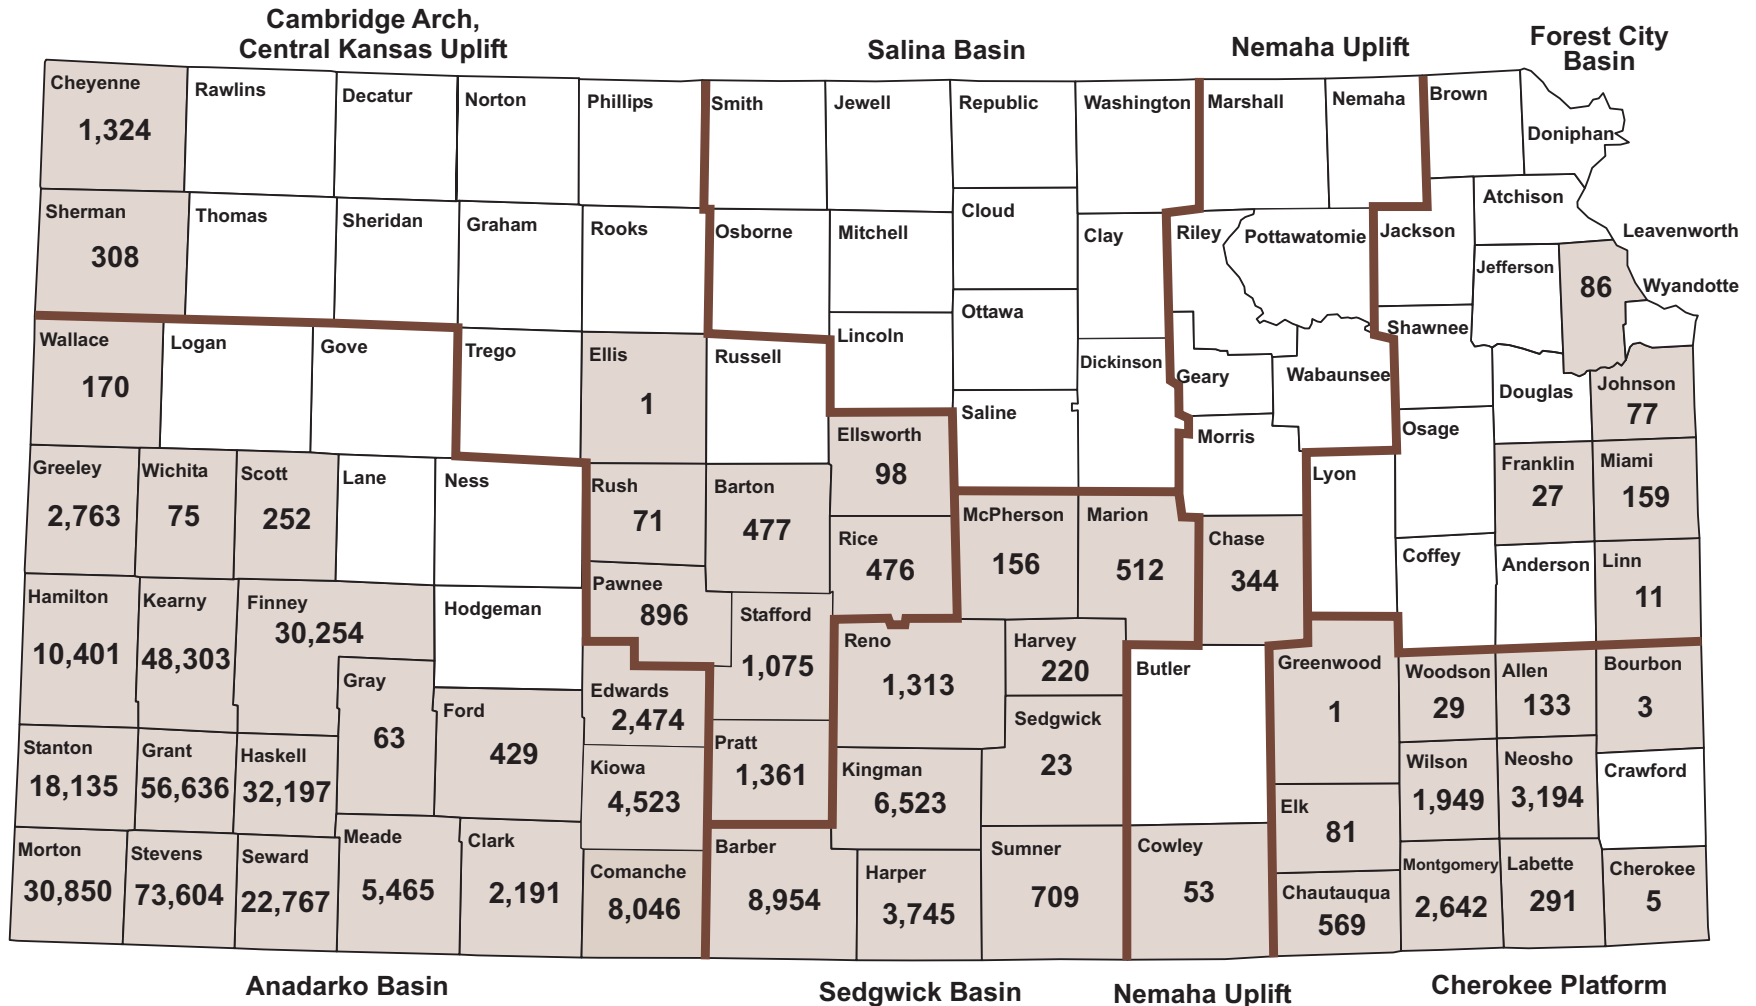 Cambridge Arch,
Central Kansas Uplift
Salina Basin
Nemaha Uplift
Forest City
Basin
Cheyenne
1,324
Rawlins
Decatur
Norton
Phillips
Smith
Jewell
Republic
Washington
Marshall
Nemaha
Brown
Doniphan
Sherman
308
Thomas
Sheridan
Graham
Rooks
Osborne
Mitchell
Cloud
Clay
Riley
Pottawatomie
Jackson
Atchison
Jefferson
Leavenworth
86
Wyandotte
Wallace
170
Logan
Gove
Trego
Ellis
1
Russell
Lincoln
Ottawa
Saline
Dickinson
Geary
Wabaunsee
Shawnee
Douglas
Johnson
77
Morris
Osage
Ellsworth
98
Greeley
2,763
Wichita
75
Scott
252
Lane
Ness
Rush
71
Barton
477
Rice
476
McPherson
156
Marion
512
Chase
344
Lyon
Coffey
Franklin
27
Miami
159
Anderson
Linn
11
Hamilton
10,401
Kearny
48,303
Finney
30,254
Hodgeman
Pawnee
896
Stafford
1,075
Reno
1,313
Harvey
220
Butler
Greenwood
1
Woodson
29
Allen
133
Bourbon
3
Gray
63
Ford
429
Edwards
2,474
Sedgwick
23
Stanton
18,135
Grant
56,636
Haskell
32,197
Kiowa
4,523
Pratt
1,361
Kingman
6,523
Elk
81
Wilson
1,949
Neosho
3,194
Crawford
Morton
30,850
Stevens
73,604
Seward
22,767
Meade
5,465
Clark
2,191
Comanche
8,046
Barber
8,954
Harper
3,745
Sumner
709
Cowley
53
Chautauqua
569
Montgomery
2,642
Labette
291
Cherokee
5
Anadarko Basin
Sedgwick Basin
Nemaha Uplift
Cherokee Platform